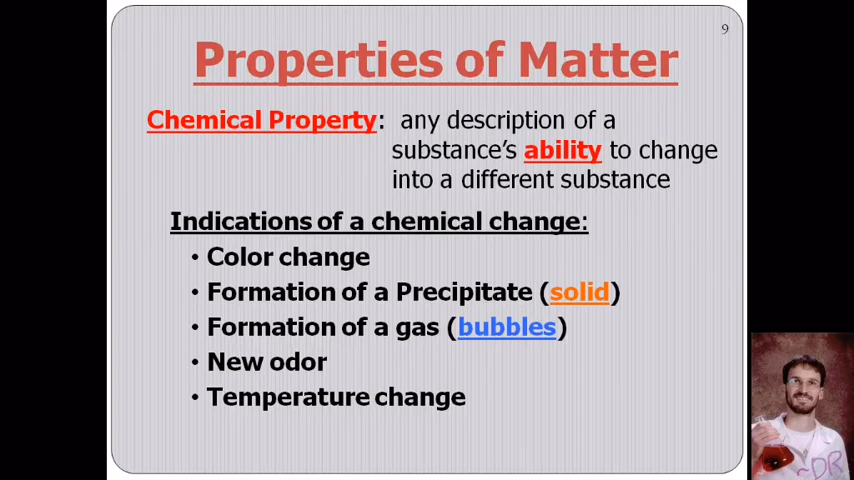 9
Properties of Matter
Chemical Property: any description of a
substance's ability to change
into a different substance
Indications of a chemical change:
• Color change
• Formation of a Precipitate (solid)
• Formation of a gas (bubbles)
• New odor
• Temperature change
~DR